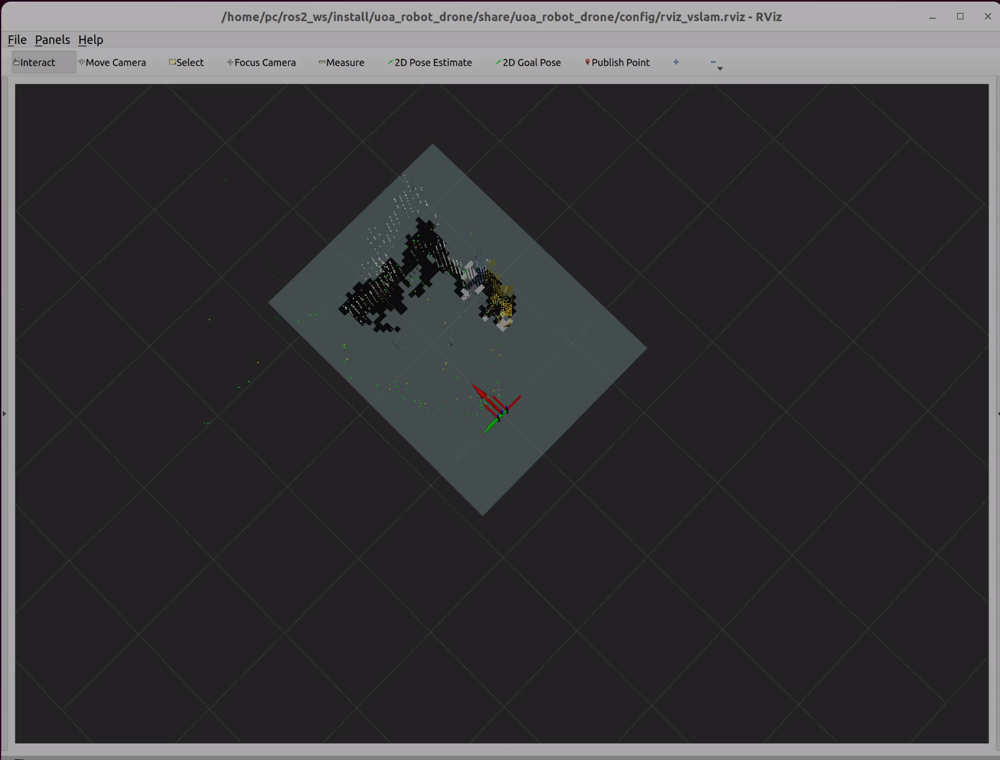 /home/pc/ros2_ws/install/uoa_robot_drone/share/uoa_robot_drone/config/rviz_vslam.rviz - RViz
File Panels Help
Interact Move Camera Select Focus Camera Measure 2D Pose Estimate 2D Goal Pose Publish Point